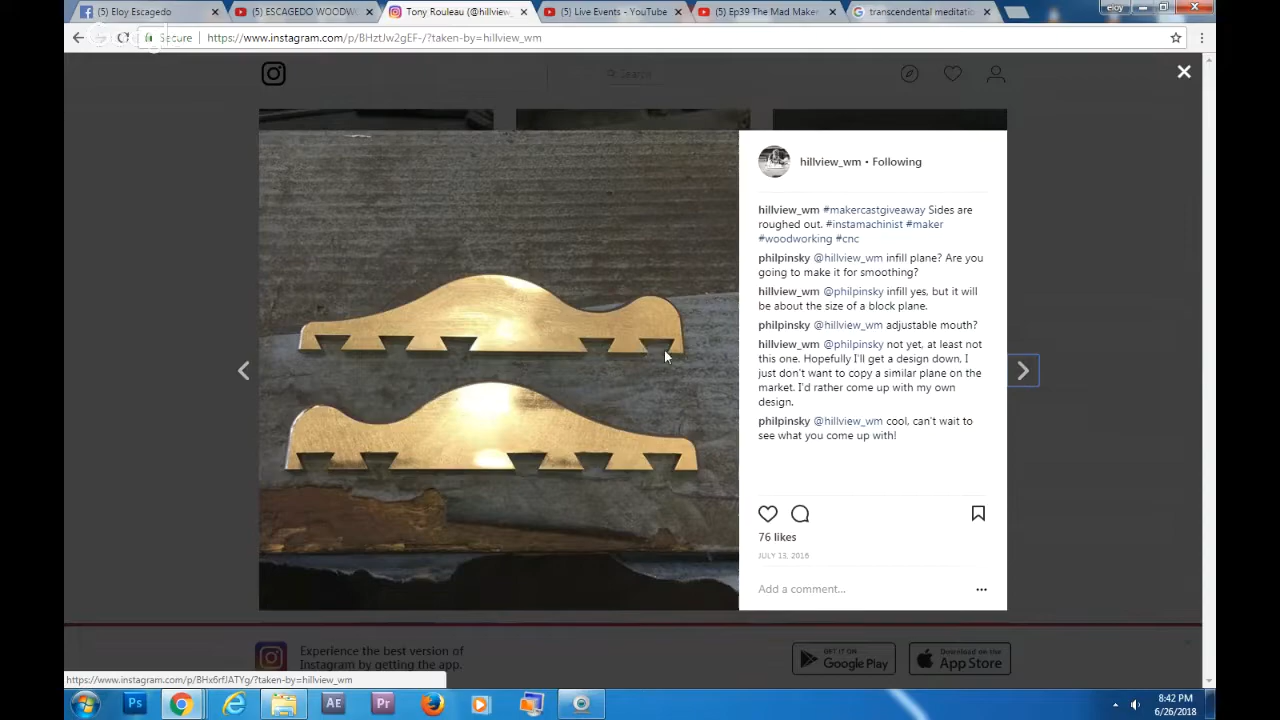 (5) Eloy Escagedo
(5) ESCAGEDO WOODW
Tony Rouleau (@hillview_
(5) Live Events - YouTube
(5) Ep39 The Mad Maker
transcendental meditatio
eloy
Secure
https://www.instagram.com/p/BHztJw2gEF-/?taken-by=hillview_wm
Search
hillview_wm • Following
hillview_wm #makercastgiveaway Sides are
roughed out. #instamachinist #maker
#woodworking #cnc
philpinsky @hillview_wm infill plane? Are you
going to make it for smoothing?
hillview_wm @philpinsky infill yes, but it will
be about the size of a block plane.
philpinsky @hillview_wm adjustable mouth?
hillview_wm @philpinsky not yet, at least not
this one. Hopefully I'll get a design down, I
just don't want to copy a similar plane on the
market. I'd rather come up with my own
design.
philpinsky @hillview_wm cool, can't wait to
see what you come up with!
76 likes
JULY 13, 2016
Add a comment...
Experience the best version of
Instagram by getting the app.
GET IT ON
Google Play
Download on the
App Store
https://www.instagram.com/p/BHx6rfJATYg/?taken-by=hillview_wm
Ps
AE
Pr
8:42 PM
6/26/2018